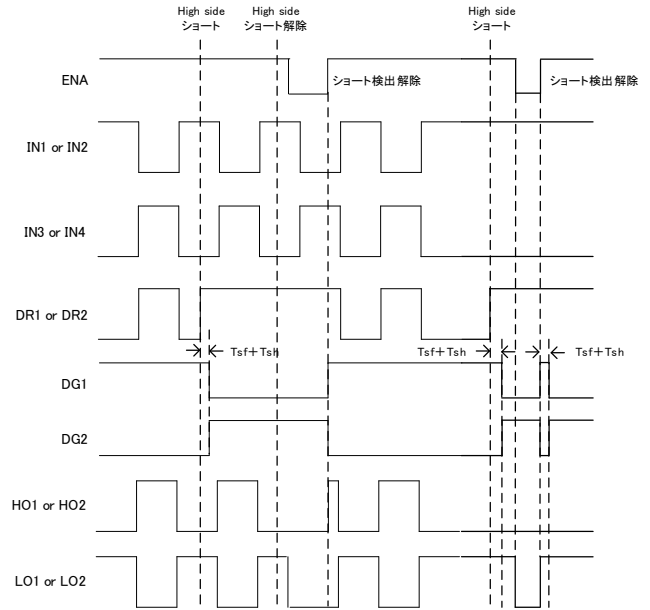 High side
ショート
High side
ショート解除
High side
ショート
ENA
ショート検出解除
ショート検出解除
IN1 or IN2
IN3 or IN4
DR1 or DR2
Tsf+Tsh
Tsf+Tsh
Tsf+Tsh
DG1
DG2
HO1 or HO2
LO1 or LO2